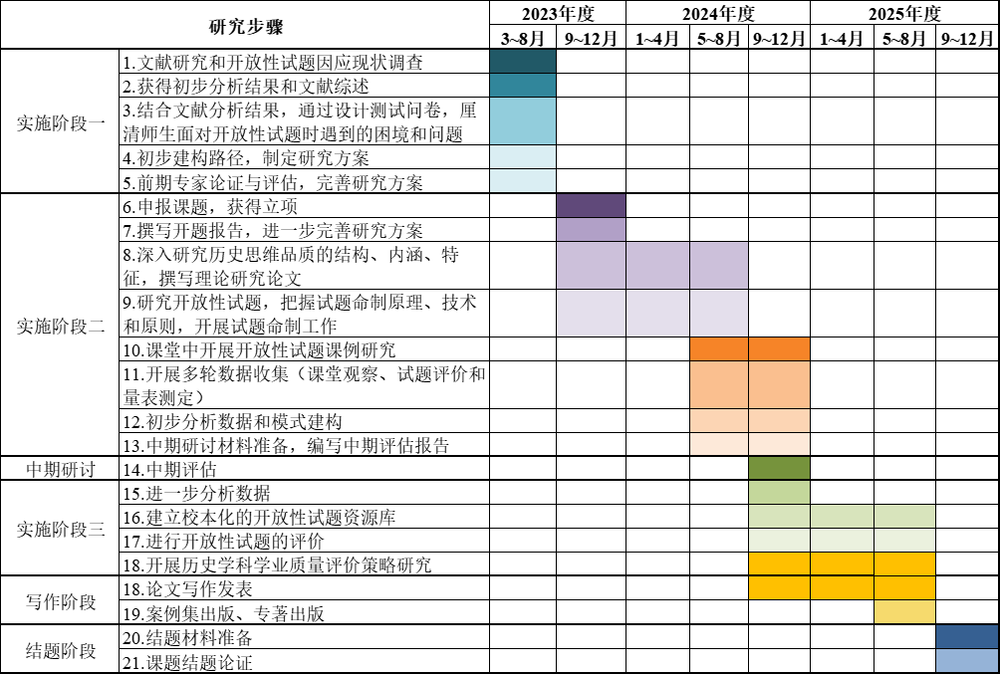 研究步骤
2023年度 2024年度 2025年度
3~8月 9~12月 1~4月 5~8月 9~12月 1~4月 5~8月 9~12月
实施阶段一
1.文献研究和开放性试题因应现状调查
2.获得初步分析结果和文献综述
3.结合文献分析结果，通过设计测试问卷，厘
清师生面对开放性试题时遇到的困境和问题
4.初步建构路径，制定研究方案
5.前期专家论证与评估，完善研究方案
实施阶段二
6.申报课题，获得立项
7.撰写开题报告，进一步完善研究方案
8.深入研究历史思维品质的结构、内涵、特
征，撰写理论研究论文
9.研究开放性试题，把握试题命制原理、技术
和原则，开展试题命制工作
10.课堂中开展开放性试题课例研究
11.开展多轮数据收集（课堂观察、试题评价和
量表测定）
12.初步分析数据和模式建构
13.中期研讨材料准备，编写中期评估报告
中期研讨
14.中期评估
实施阶段三
15.进一步分析数据
16.建立校本化的开放性试题资源库
17.进行开放性试题的评价
18.开展历史学科学业质量评价策略研究
写作阶段
18.论文写作发表
19.案例集出版、专著出版
结题阶段
20.结题材料准备
21.课题结题论证